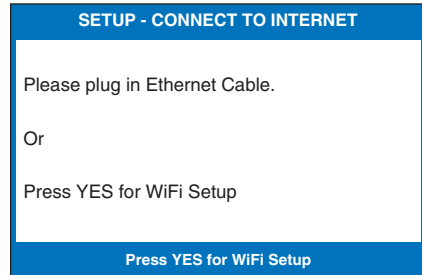 SETUP - CONNECT TO INTERNET
Please plug in Ethernet Cable.
Or
Press YES for WiFi Setup
Press YES for WiFi Setup